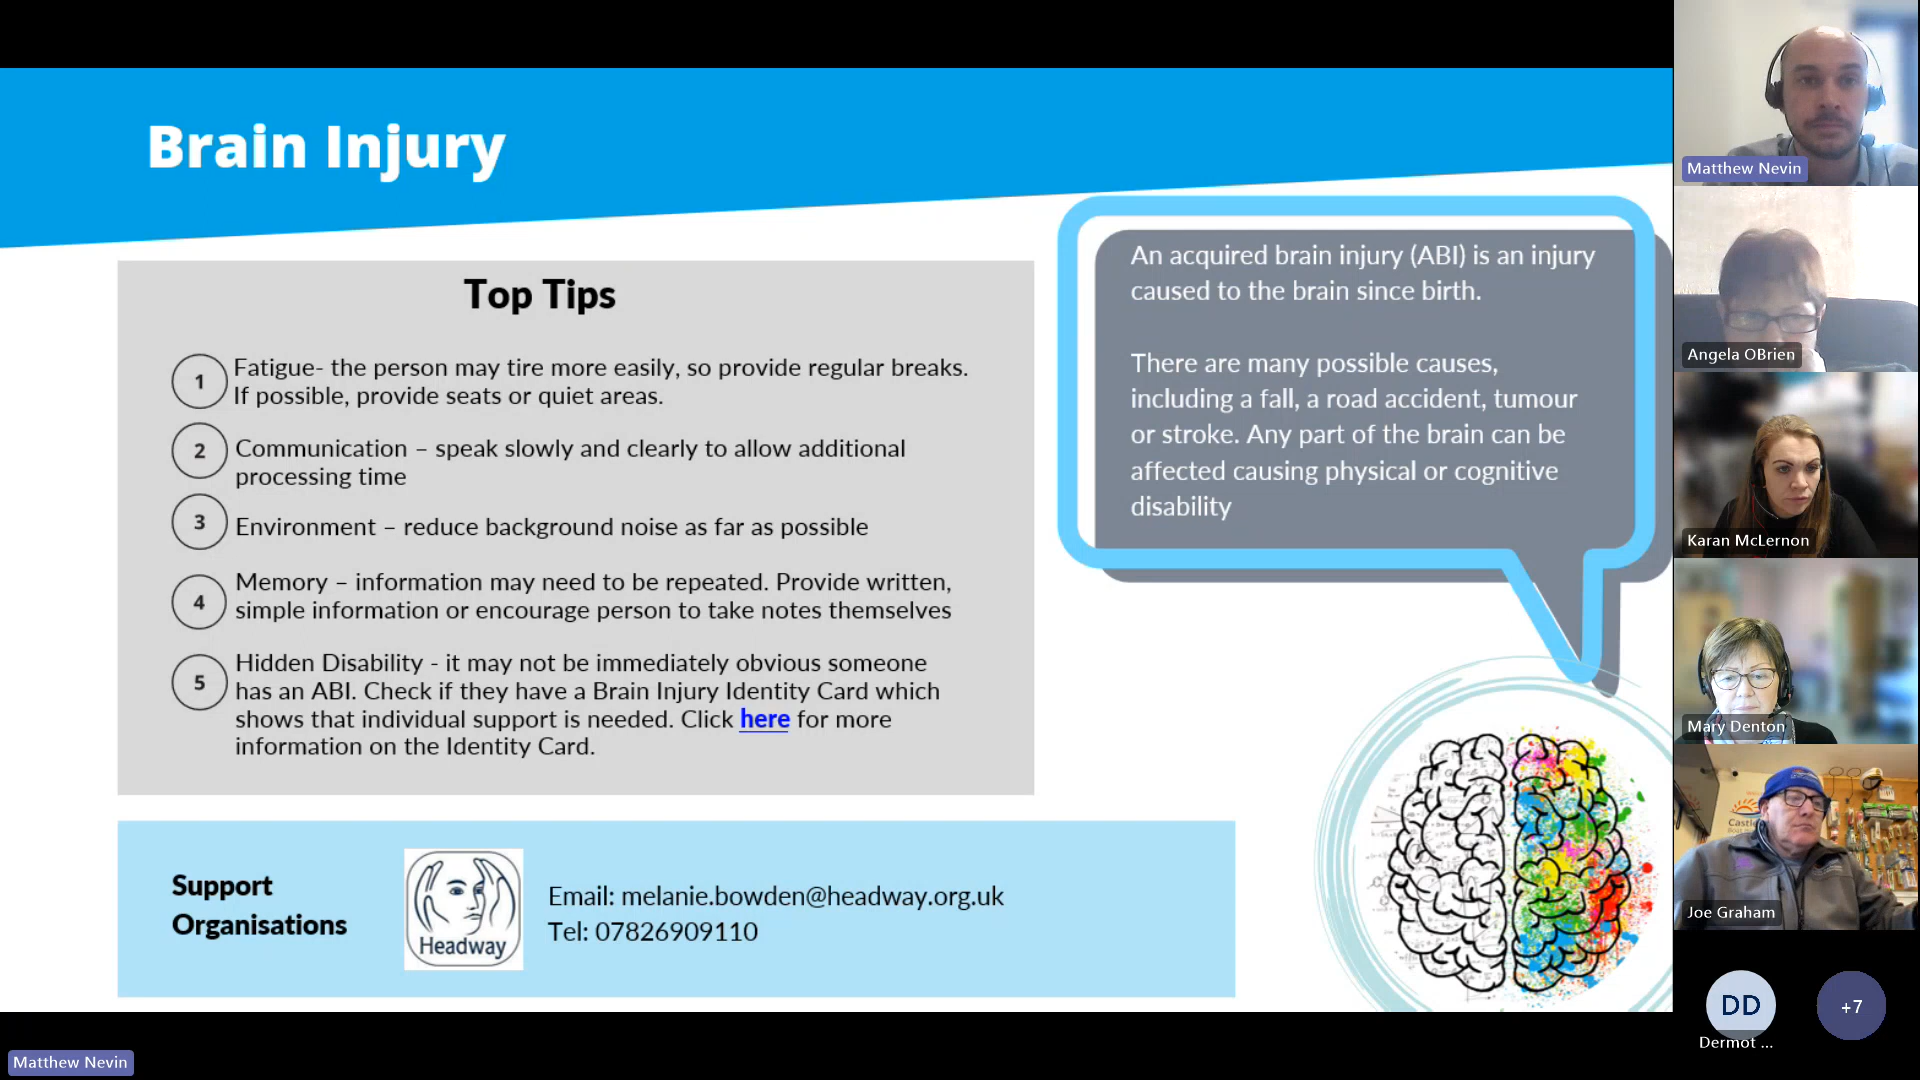 Brain Injury
Top Tips
1
Fatigue- the person may tire more easily, so provide regular breaks.
If possible, provide seats or quiet areas.
2
Communication – speak slowly and clearly to allow additional
processing time
3
Environment – reduce background noise as far as possible
4
Memory – information may need to be repeated. Provide written,
simple information or encourage person to take notes themselves
5
Hidden Disability - it may not be immediately obvious someone
has an ABI. Check if they have a Brain Injury Identity Card which
shows that individual support is needed. Click here for more
information on the Identity Card.
An acquired brain injury (ABI) is an injury
caused to the brain since birth.
There are many possible causes,
including a fall, a road accident, tumour
or stroke. Any part of the brain can be
affected causing physical or cognitive
disability
Support
Organisations
Headway
Email: melanie.bowden@headway.org.uk
Tel: 07826909110
Matthew Nevin
Angela OBrien
Karan McLernon
Mary Denton
Castle
Joe Graham
DD
+7
Dermot ...
Matthew Nevin